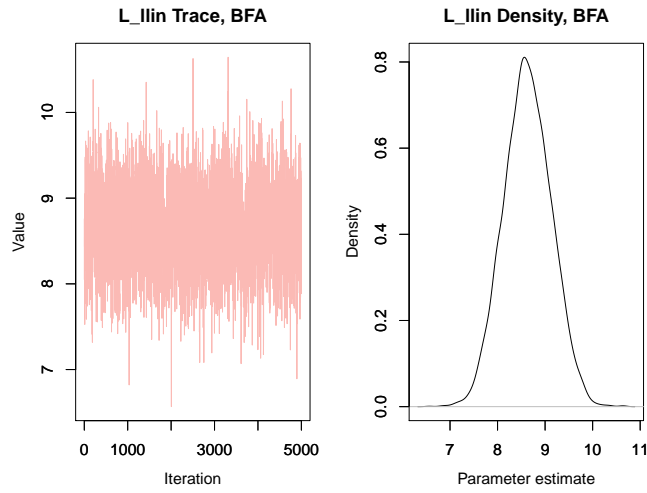 L_Ilin Trace, BFA
Value
10
9
8
7
0 1000 3000 5000
Iteration
L_Ilin Density, BFA
Density
0.8
0.6
0.4
0.2
0.0
7 8 9 10 11
Parameter estimate